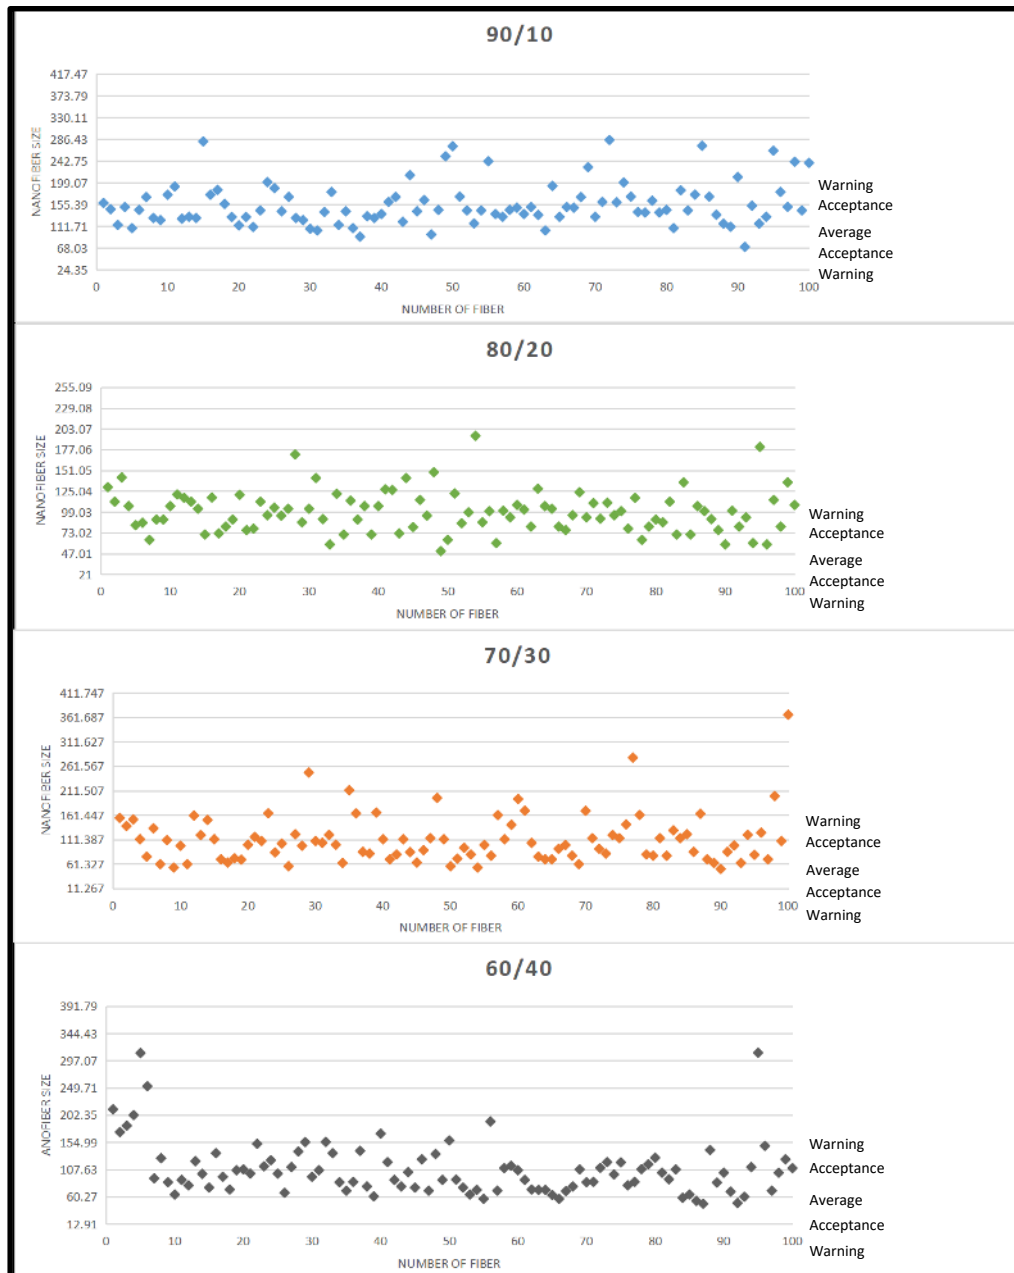 90/10
417.47
373.79
330.11
286.43
242.75
199.07
155.39
111.71
68.03
24.35
NANOFIBER SIZE
0 10 20 30 40 50 60 70 80 90 100
NUMBER OF FIBER
Warning
Acceptance
Average
Acceptance
Warning
80/20
255.09
229.08
203.07
177.06
151.05
125.04
99.03
73.02
47.01
21
NANOFIBER SIZE
0 10 20 30 40 50 60 70 80 90 100
NUMBER OF FIBER
Warning
Acceptance
Average
Acceptance
Warning
70/30
411.747
361.687
311.627
261.567
211.507
161.447
111.387
61.327
11.267
NANOFIBER SIZE
0 10 20 30 40 50 60 70 80 90 100
NUMBER OF FIBER
Warning
Acceptance
Average
Acceptance
Warning
60/40
391.79
344.43
297.07
249.71
202.35
154.99
107.63
60.27
12.91
ANOFIBER SIZE
0 10 20 30 40 50 60 70 80 90 100
NUMBER OF FIBER
Warning
Acceptance
Average
Acceptance
Warning